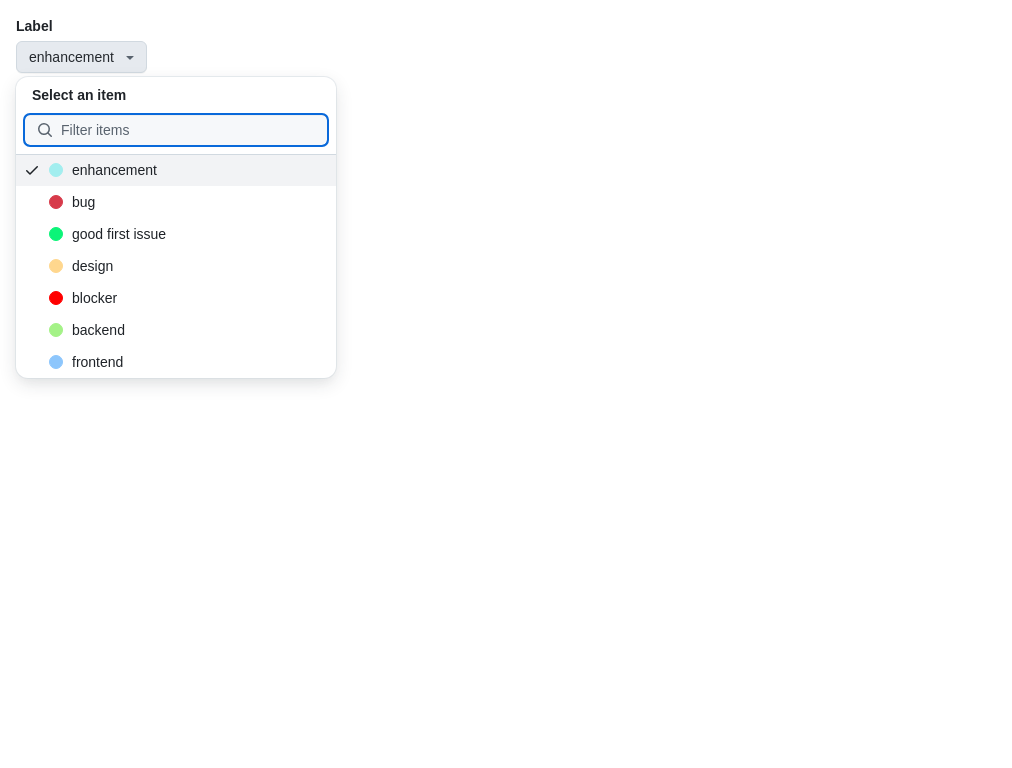 Label
enhancement
Select an item
Filter items
enhancement
bug
good first issue
design
blocker
backend
frontend